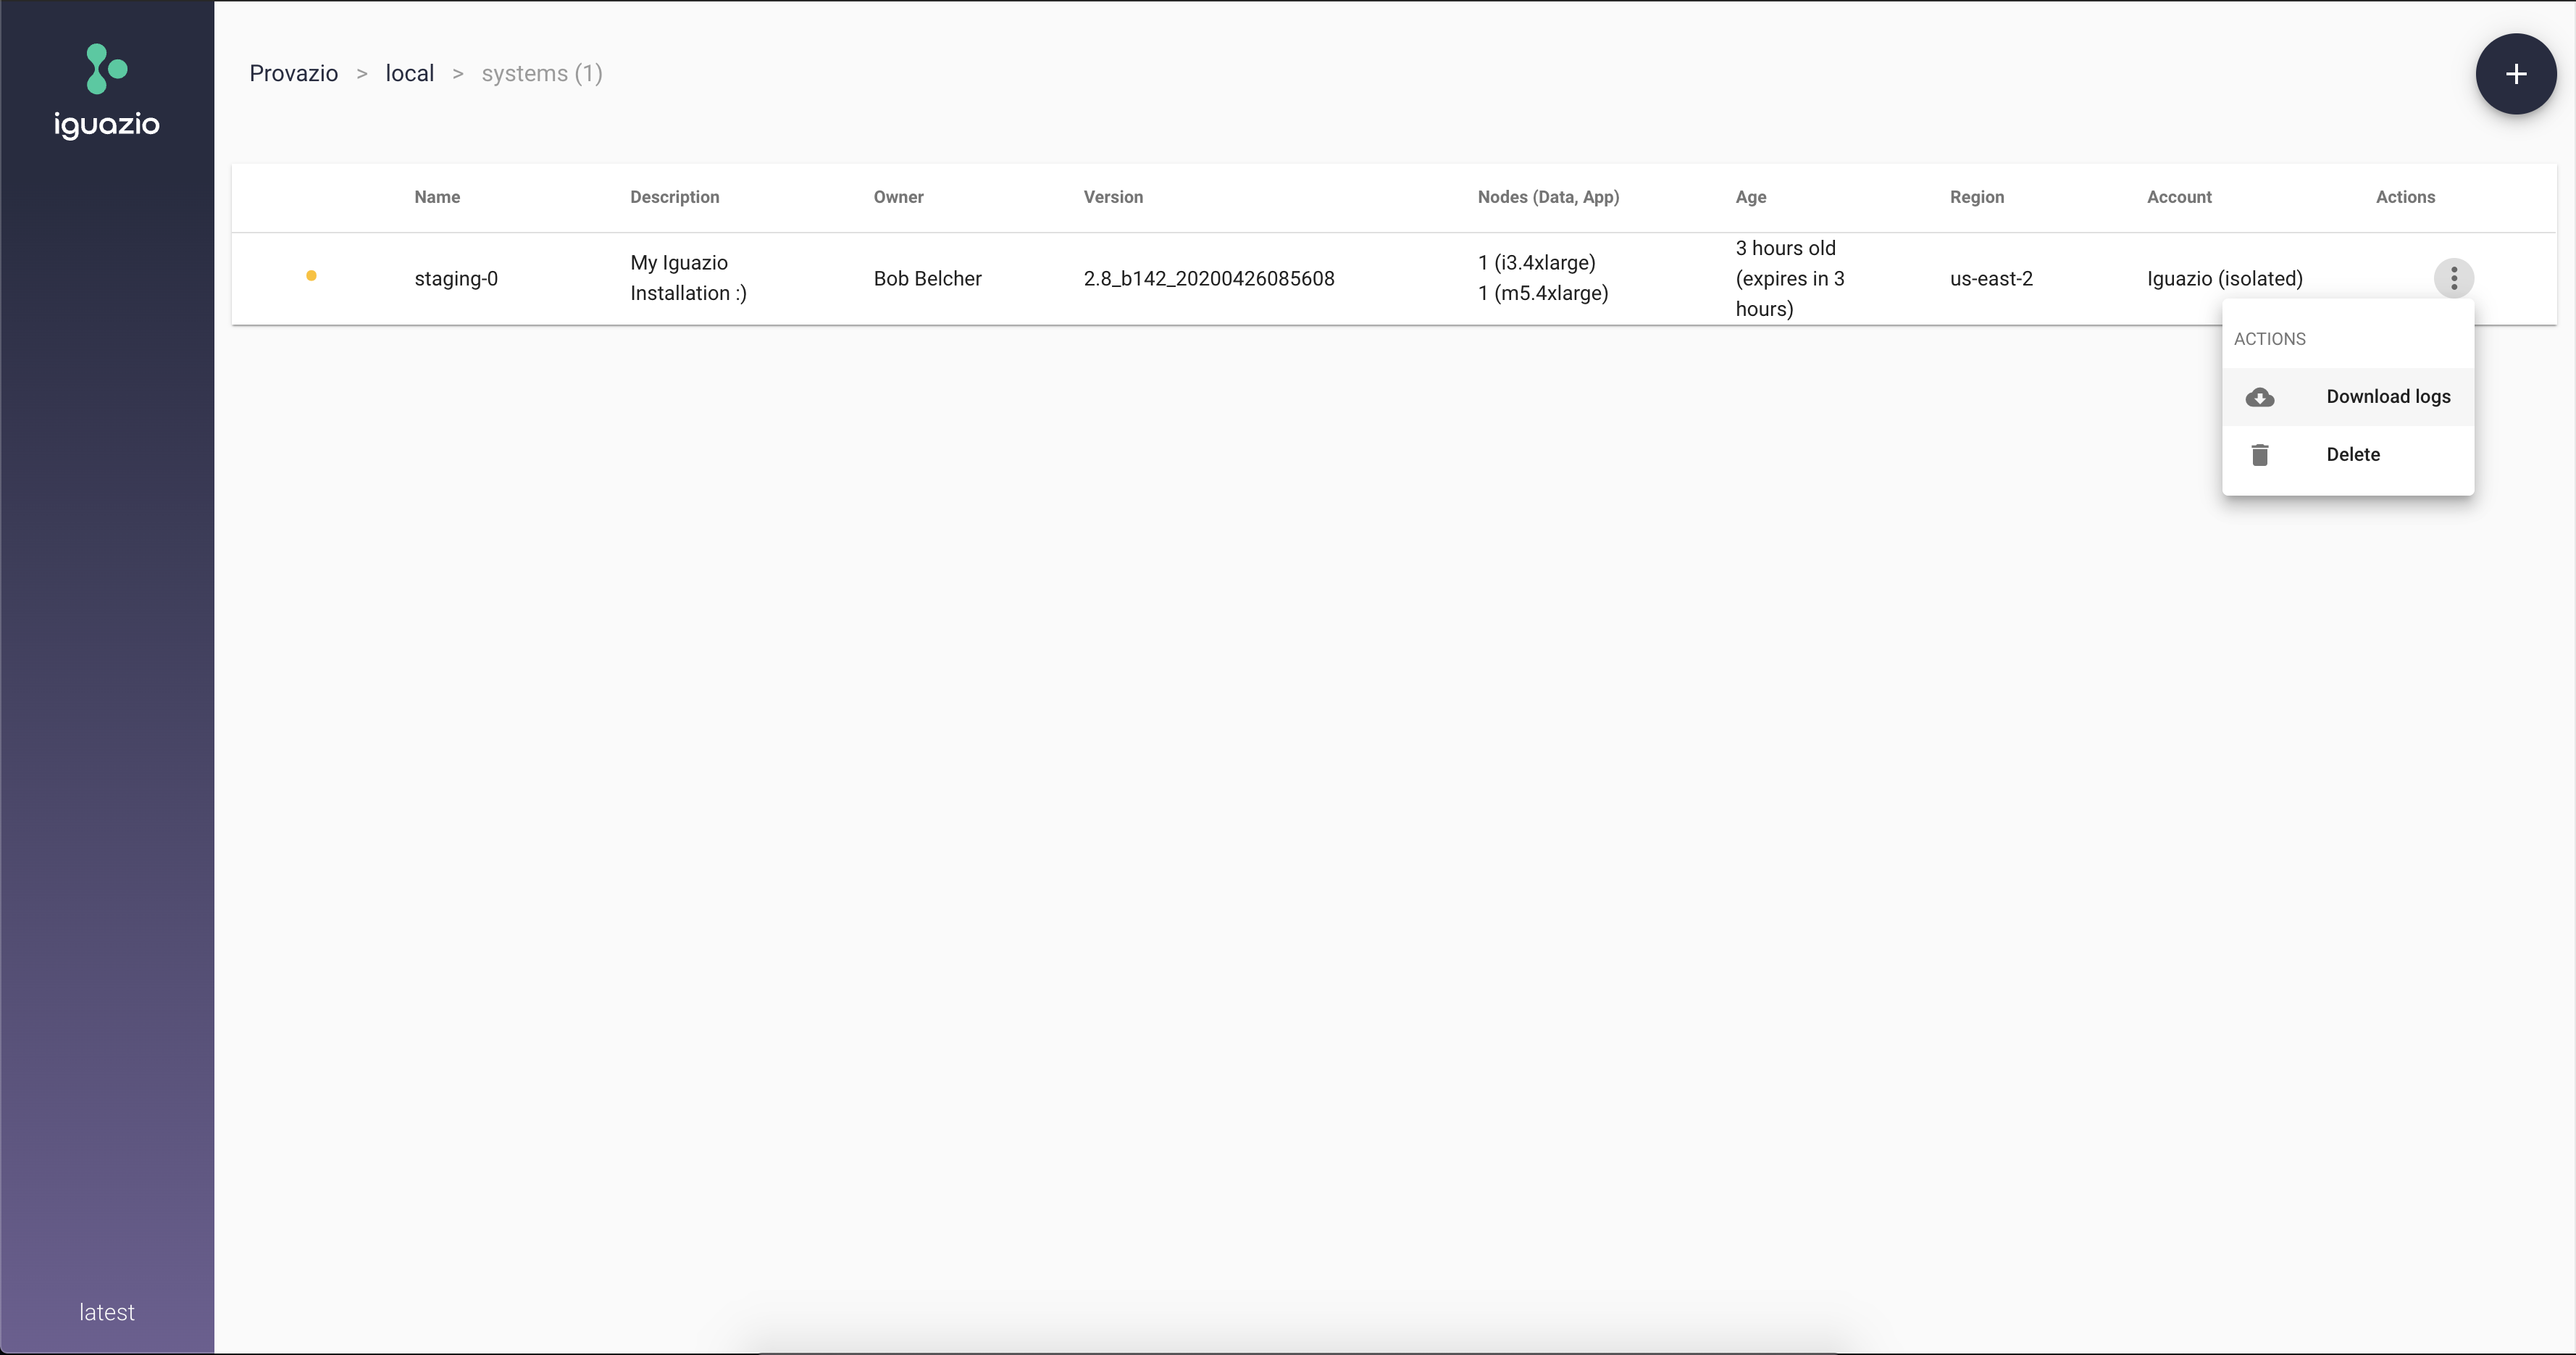 iguazio
Provazio > local > systems (1)
+
Name Description Owner Version Nodes (Data, App) Age Region Account Actions
staging-0
My Iguazio
Installation :)
Bob Belcher
2.8_b142_20200426085608
1 (i3.4xlarge)
1 (m5.4xlarge)
3 hours old
(expires in 3
hours)
us-east-2
Iguazio (isolated)
ACTIONS
Download logs
Delete
latest